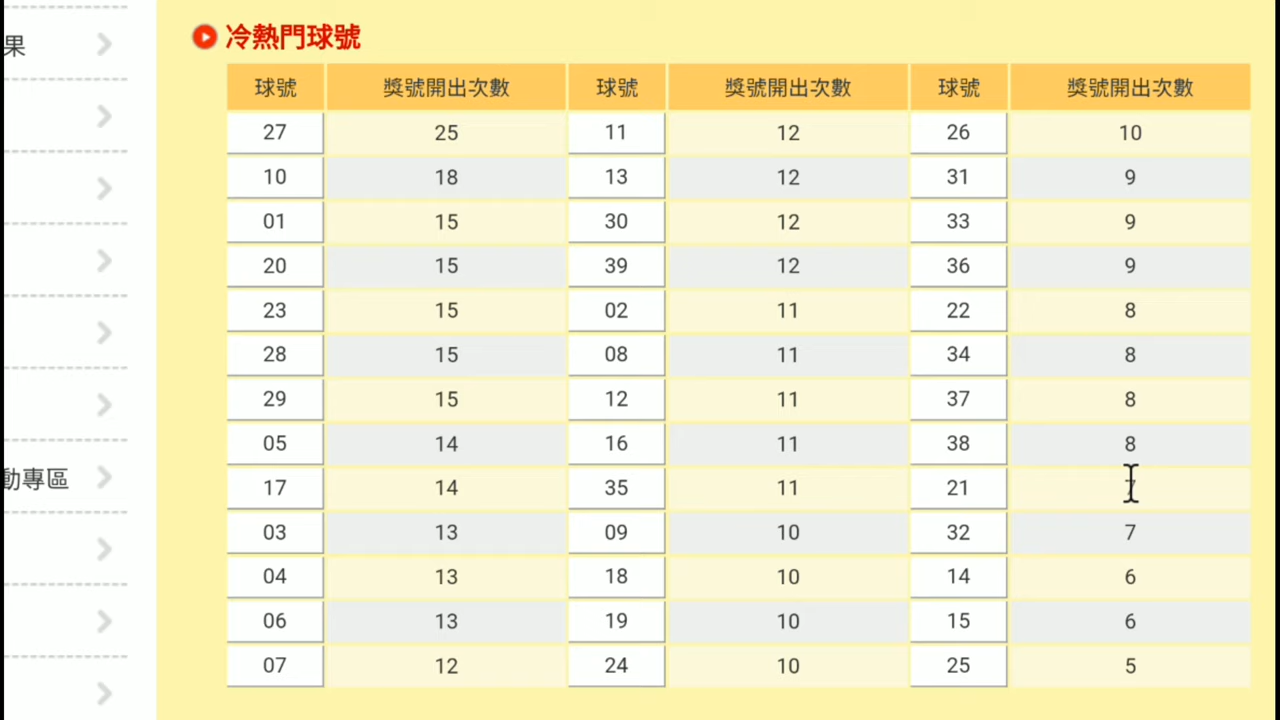 果
動專區
冷熱門球號
球號 獎號開出次數 球號 獎號開出次數 球號 獎號開出次數
27 25 11 12 26 10
10 18 13 12 31 9
01 15 30 12 33 9
20 15 39 12 36 9
23 15 02 11 22 8
28 15 08 11 34 8
29 15 12 11 37 8
05 14 16 11 38 8
17 14 35 11 21 7
03 13 09 10 32 7
04 13 18 10 14 6
06 13 19 10 15 6
07 12 24 10 25 5